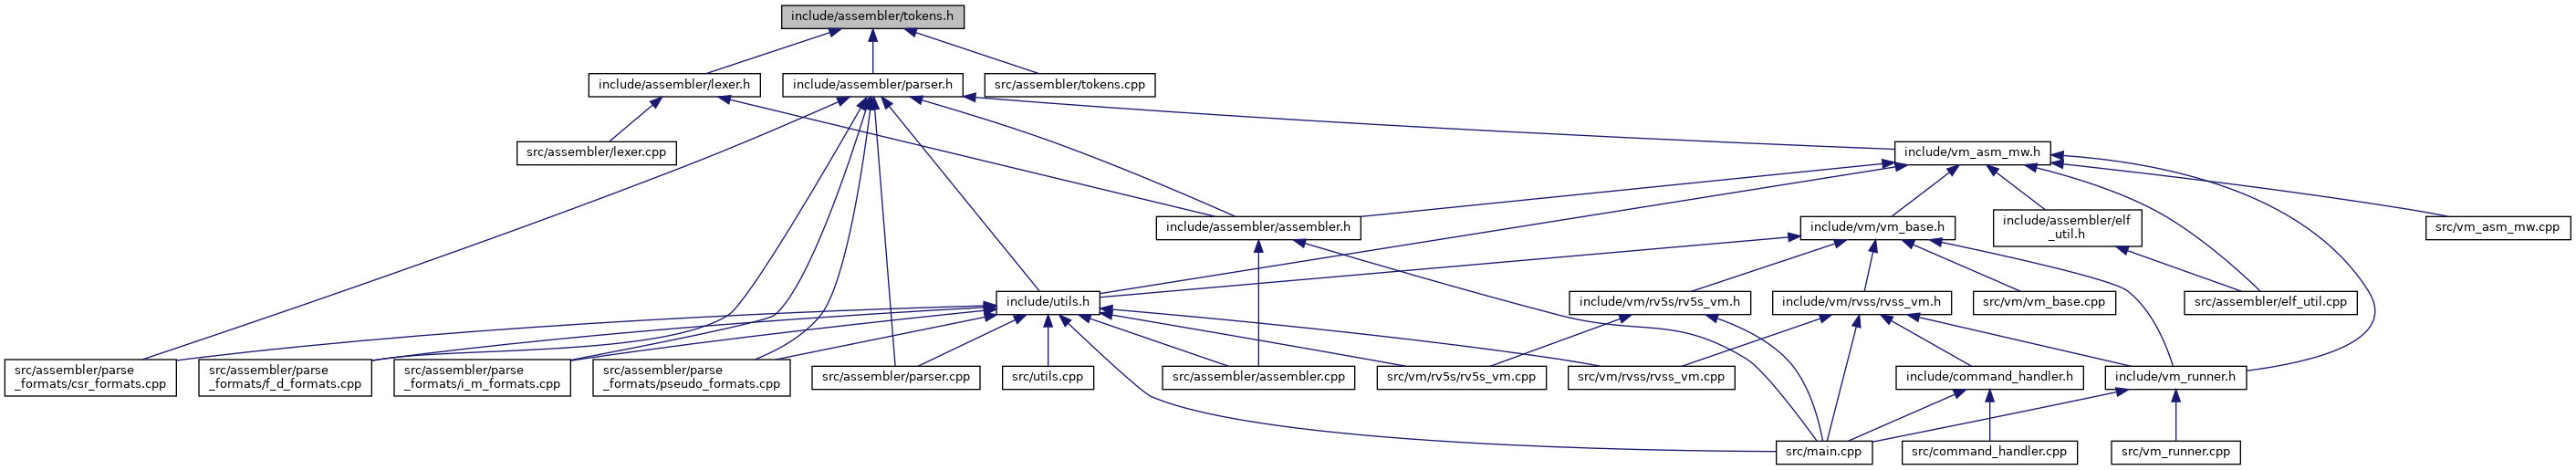 include/assembler/tokens.h
include/assembler/lexer.h
include/assembler/parser.h
src/assembler/tokens.cpp
src/assembler/lexer.cpp
include/vm_asm_mw.h
include/assembler/assembler.h
include/vm/vm_base.h
include/assembler/elf
_util.h
src/vm_asm_mw.cpp
include/utils.h
include/vm/rv5s/rv5s_vm.h
include/vm/rvss/rvss_vm.h
src/vm/vm_base.cpp
src/assembler/elf_util.cpp
src/assembler/parse
_formats/csr_formats.cpp
src/assembler/parse
_formats/f_d_formats.cpp
src/assembler/parse
_formats/i_m_formats.cpp
src/assembler/parse
_formats/pseudo_formats.cpp
src/assembler/parser.cpp
src/utils.cpp
src/assembler/assembler.cpp
src/vm/rv5s/rv5s_vm.cpp
src/vm/rvss/rvss_vm.cpp
include/command_handler.h
include/vm_runner.h
src/main.cpp
src/command_handler.cpp
src/vm_runner.cpp